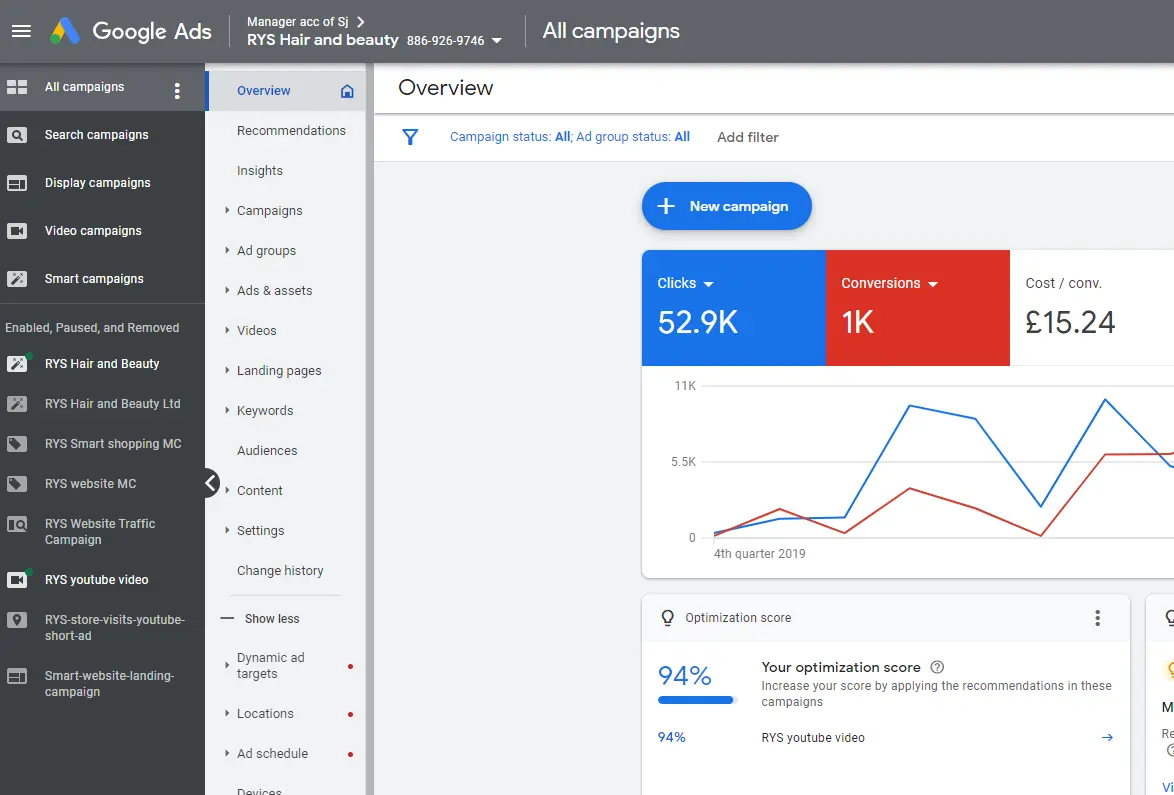 Google Ads
Manager acc of Sj
RYS Hair and beauty 886-926-9746
All campaigns
All campaigns
Search campaigns
Display campaigns
Video campaigns
Smart campaigns
Enabled, Paused, and Removed
RYS Hair and Beauty
RYS Hair and Beauty Ltd
RYS Smart shopping MC
RYS website MC
RYS Website Traffic
Campaign
RYS youtube video
RYS-store-visits-youtube-
short-ad
Smart-website-landing-
campaign
Overview
Recommendations
Insights
Campaigns
Ad groups
Ads & assets
Videos
Landing pages
Keywords
Audiences
Content
Settings
Change history
Show less
Dynamic ad
targets
Locations
Ad schedule
Devices
Overview
Campaign status: All; Ad group status: All
Add filter
New campaign
Clicks
52.9K
Conversions
1K
Cost / conv.
£15.24
11K
5.5K
0
4th quarter 2019
Optimization score
94%
Your optimization score
Increase your score by applying the recommendations in these
campaigns
94%
RYS youtube video